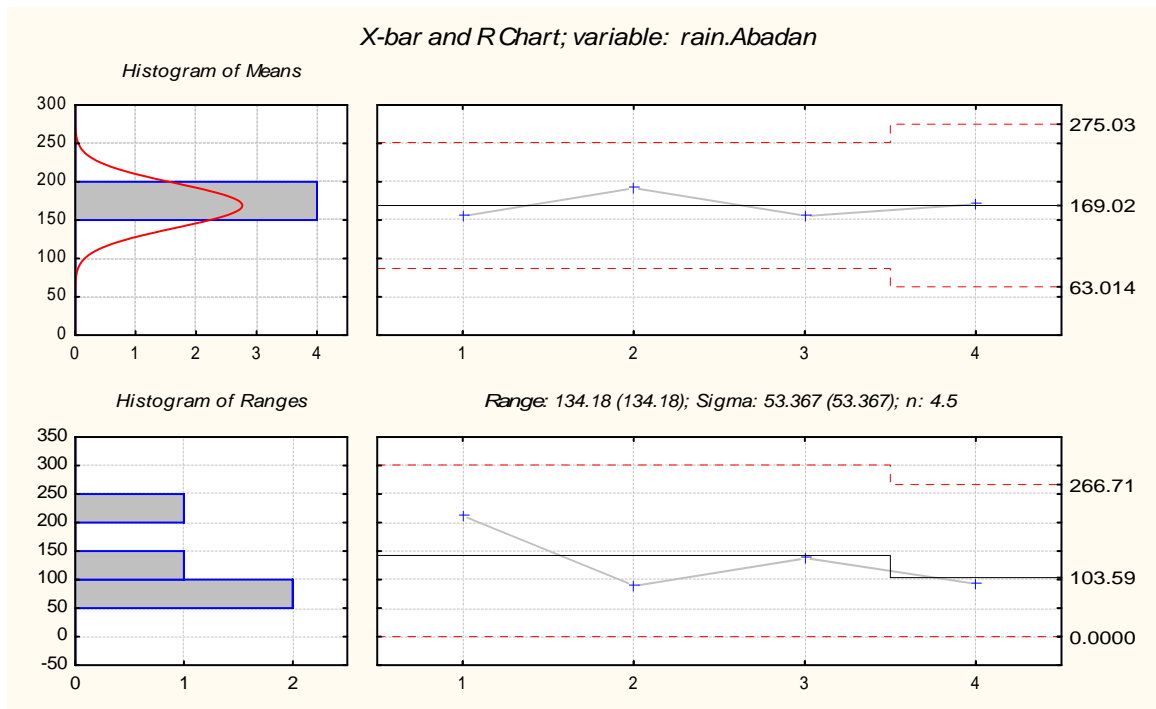 X-bar and R Chart; variable: rain.Abadan
Histogram of Means
300
250
200
150
100
50
0
0 1 2 3 4
275.03
169.02
63.014
1 2 3 4
Histogram of Ranges
350
300
250
200
150
100
50
0
-50
0 1 2
Range: 134.18 (134.18); Sigma: 53.367 (53.367); n: 4.5
266.71
103.59
0.0000
1 2 3 4